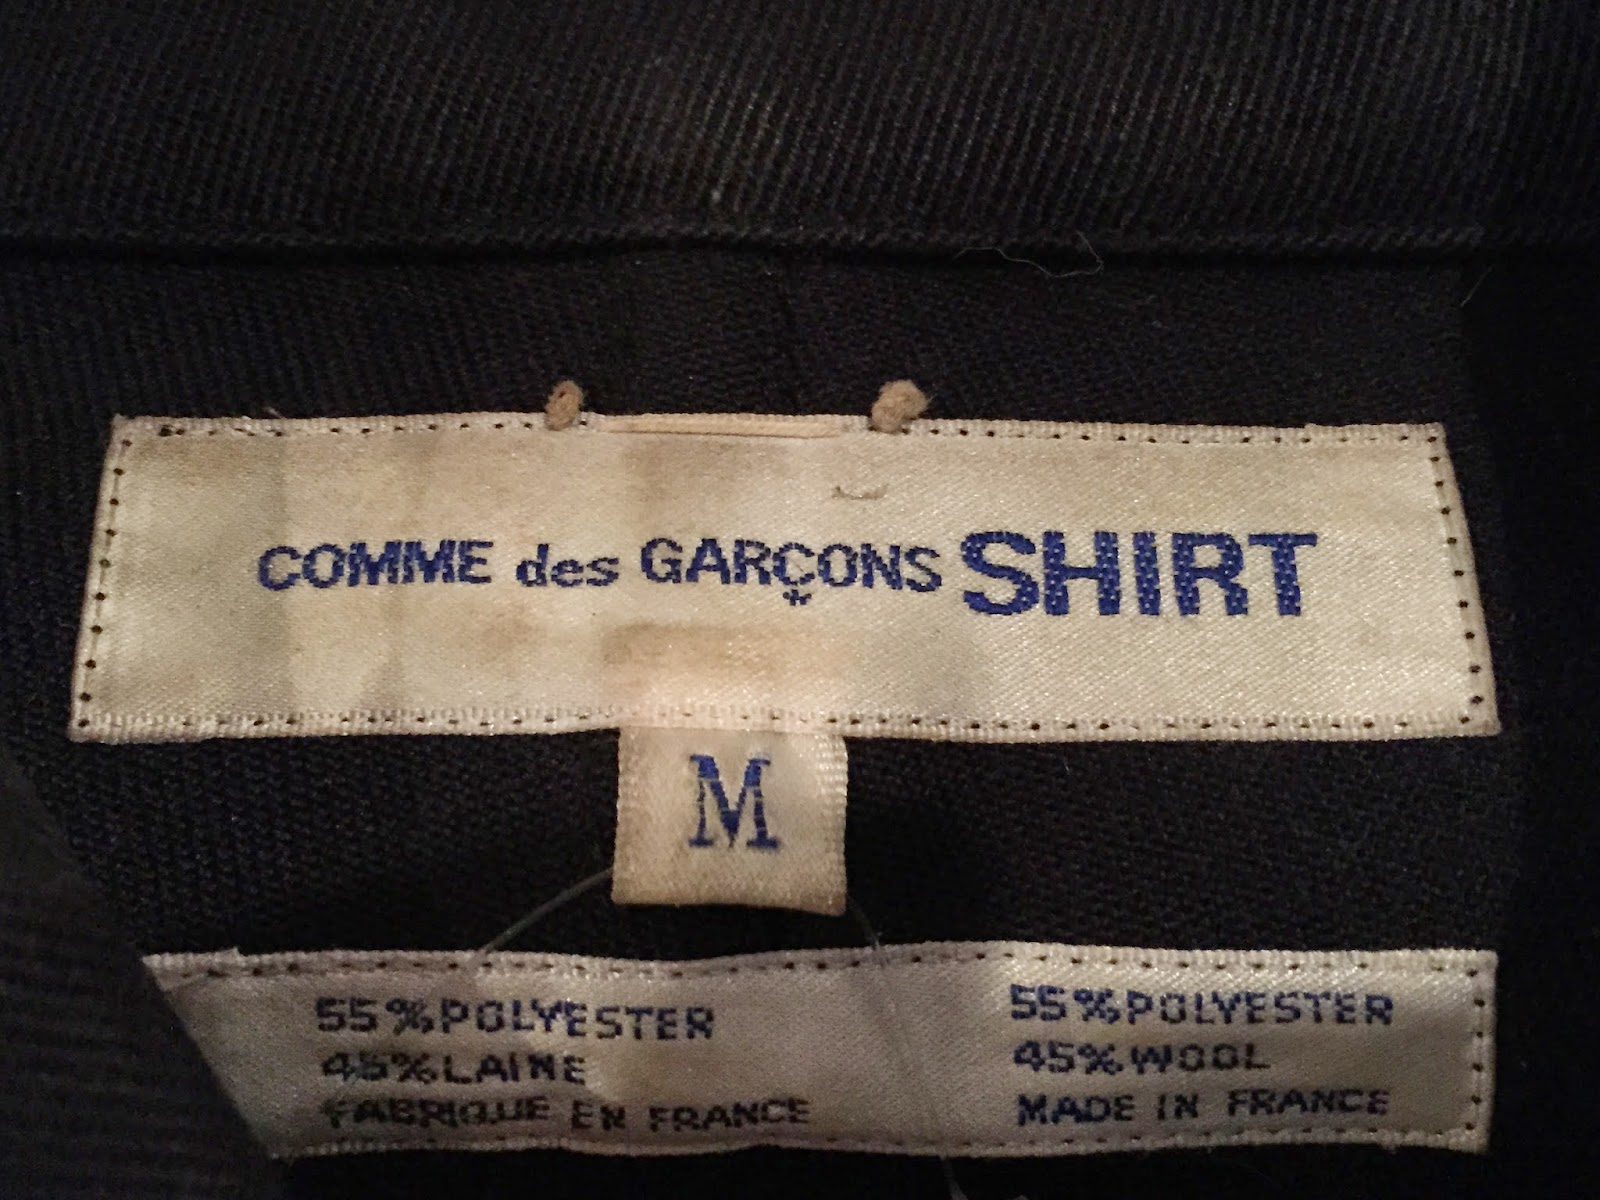 COMME des GARÇONS SHIRT
M
55%POLYESTER
45%LAINE
FABRIQUE EN FRANCE
55%POLYESTER
45%WOOL
MADE IN FRANCE